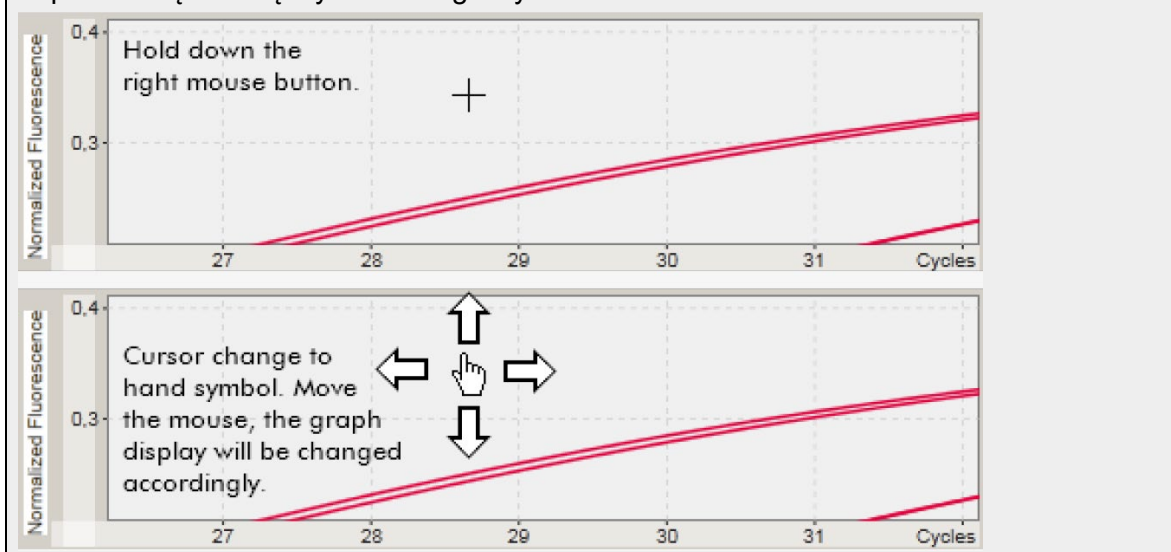 0,4
Hold down the
right mouse button.
0,3
Normalized Fluorescence
27 28 29 30 31 Cycles
0,4
Cursor change to
hand symbol. Move
0,3 the mouse, the graph
display will be changed
accordingly.
Normalized Fluorescence
27 28 29 30 31 Cycles